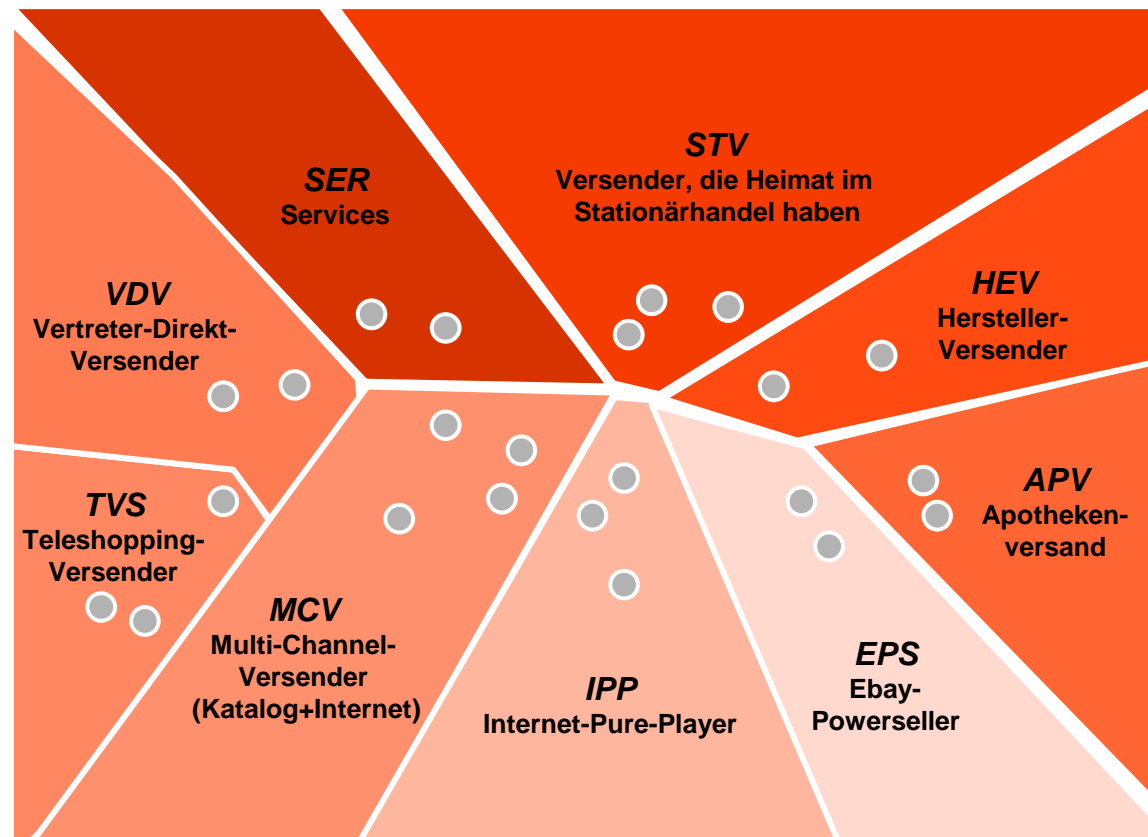 STV
Versender, die Heimat im
Stationärhandel haben
SER
Services
HEV
Hersteller-
Versender
VDV
Vertreter-Direkt-
Versender
APV
Apotheken-
versand
TVS
Teleshopping-
Versender
MCV
Multi-Channel-
Versender
(Katalog+Internet)
IPP
Internet-Pure-Player
EPS
Ebay-
Powerseller